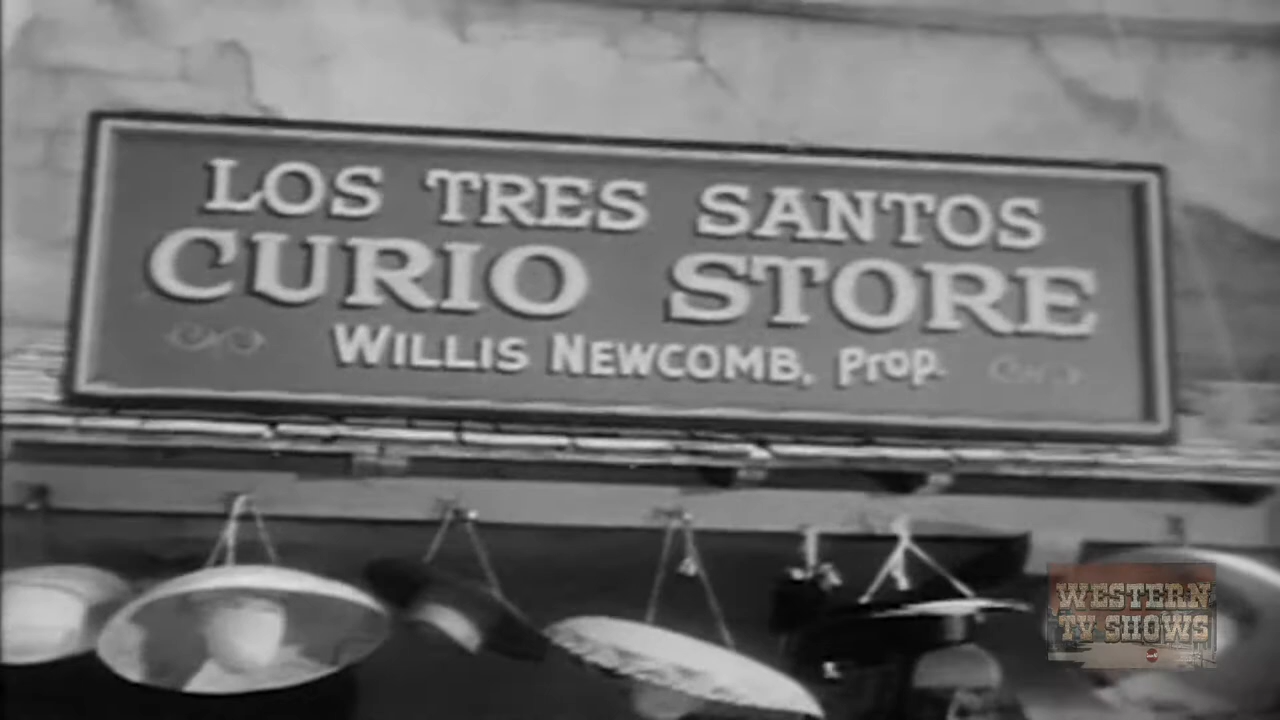 LOS TRES SANTOS
CURIO STORE
WILLIS NEWCOMB, Prop.
WESTERN
TV SHOWS